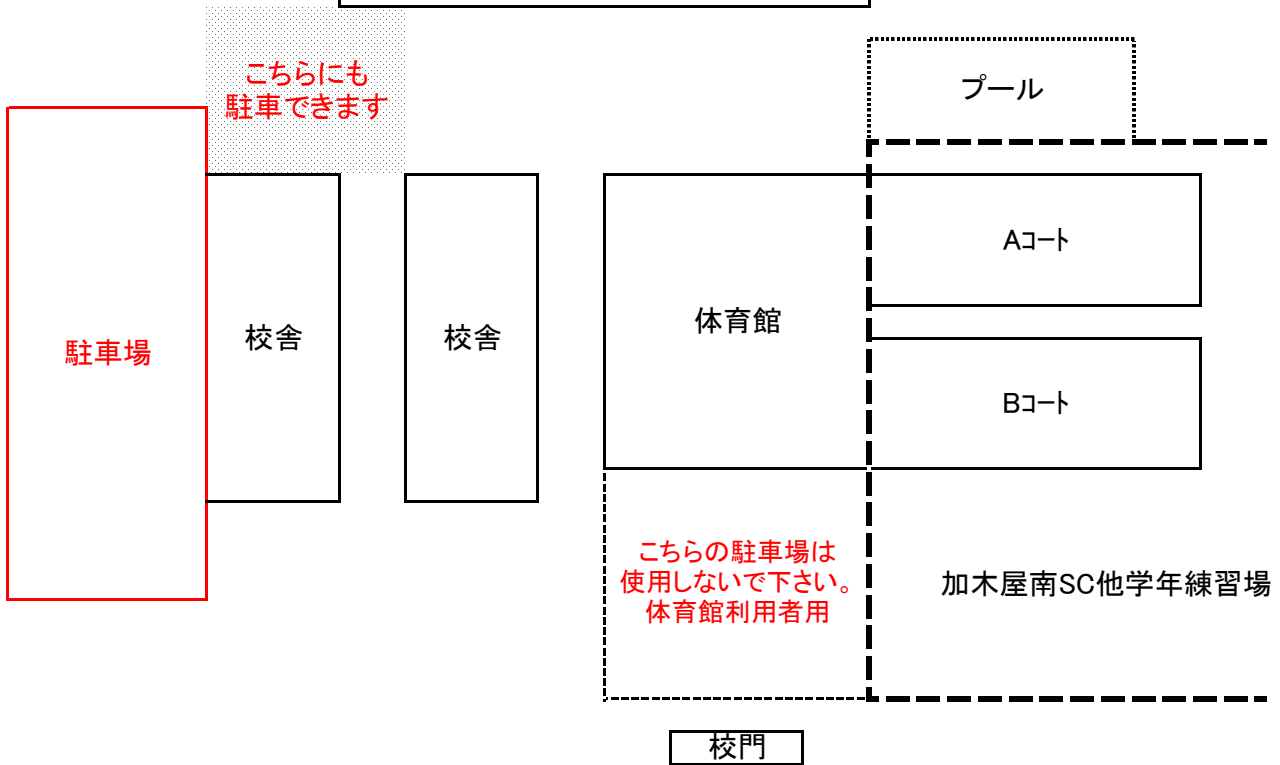 こちらにも
駐車できます
プール
Aコート
校舎
校舎
体育館
駐車場
Bコート
こちらの駐車場は
使用しないで下さい。
体育館利用者用
加木屋南SC他学年練習場
校門